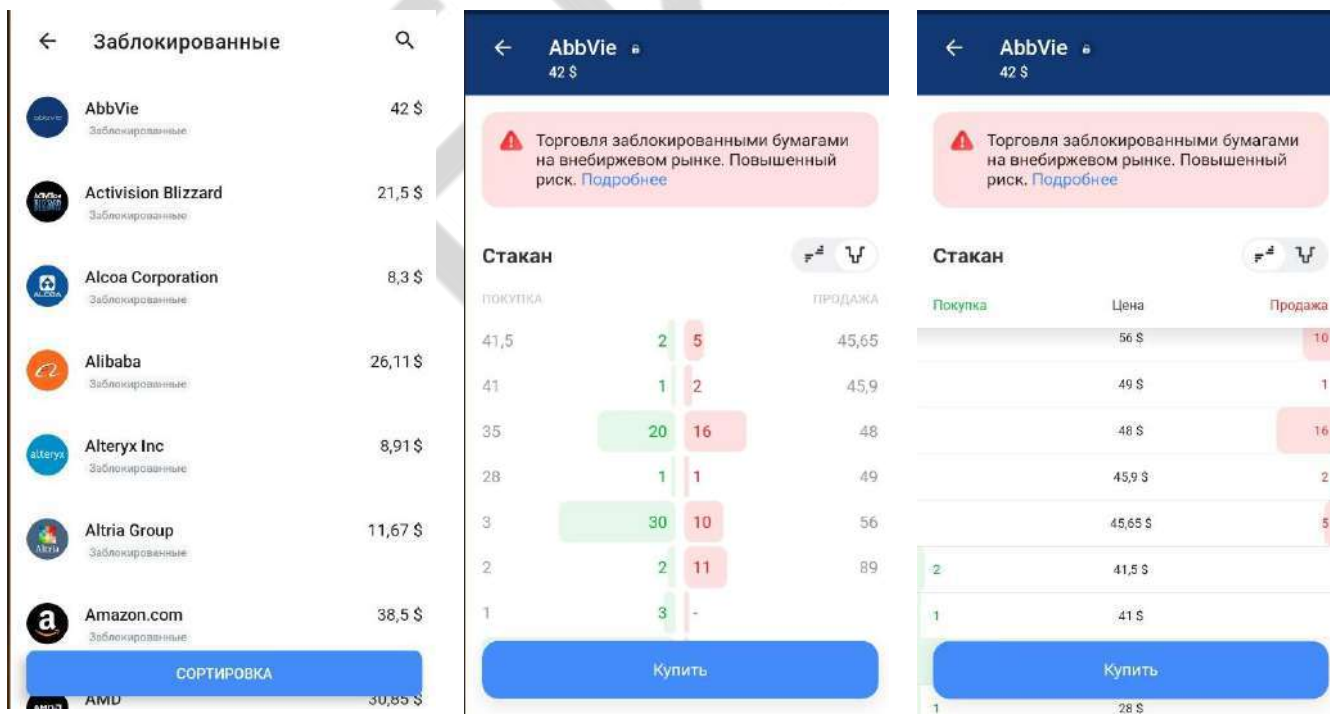 Заблокированные
AbbVie
42 $
Заблокированные
Activision Blizzard
21,5 $
Заблокированные
Alcoa Corporation
8,3 $
Заблокированные
Alibaba
26,11 $
Заблокированные
alteryx
Alteryx Inc
8,91 $
Заблокированные
Altria
Altria Group
11,67 $
Заблокированные
Amazon.com
38,5 $
Заблокированные
СОРТИРОВКА
AMD
30,85 $
AbbVie
42 $
Торговля заблокированными бумагами
на внебиржевом рынке. Повышенный
риск. Подробнее
Стакан
ПОКУПКА ПРОДАЖА
41,5 2 5 45,65
41 1 2 45,9
35 20 16 48
28 1 1 49
3 30 10 56
2 2 11 89
1 3 -
Купить
AbbVie
42 $
Торговля заблокированными бумагами
на внебиржевом рынке. Повышенный
риск. Подробнее
Стакан
Покупка Цена Продажа
56 $ 10
49 $ 1
48 $ 16
45,9 $ 2
45,65 $ 5
2 41,5 $
1 41 $
Купить
1 28 $